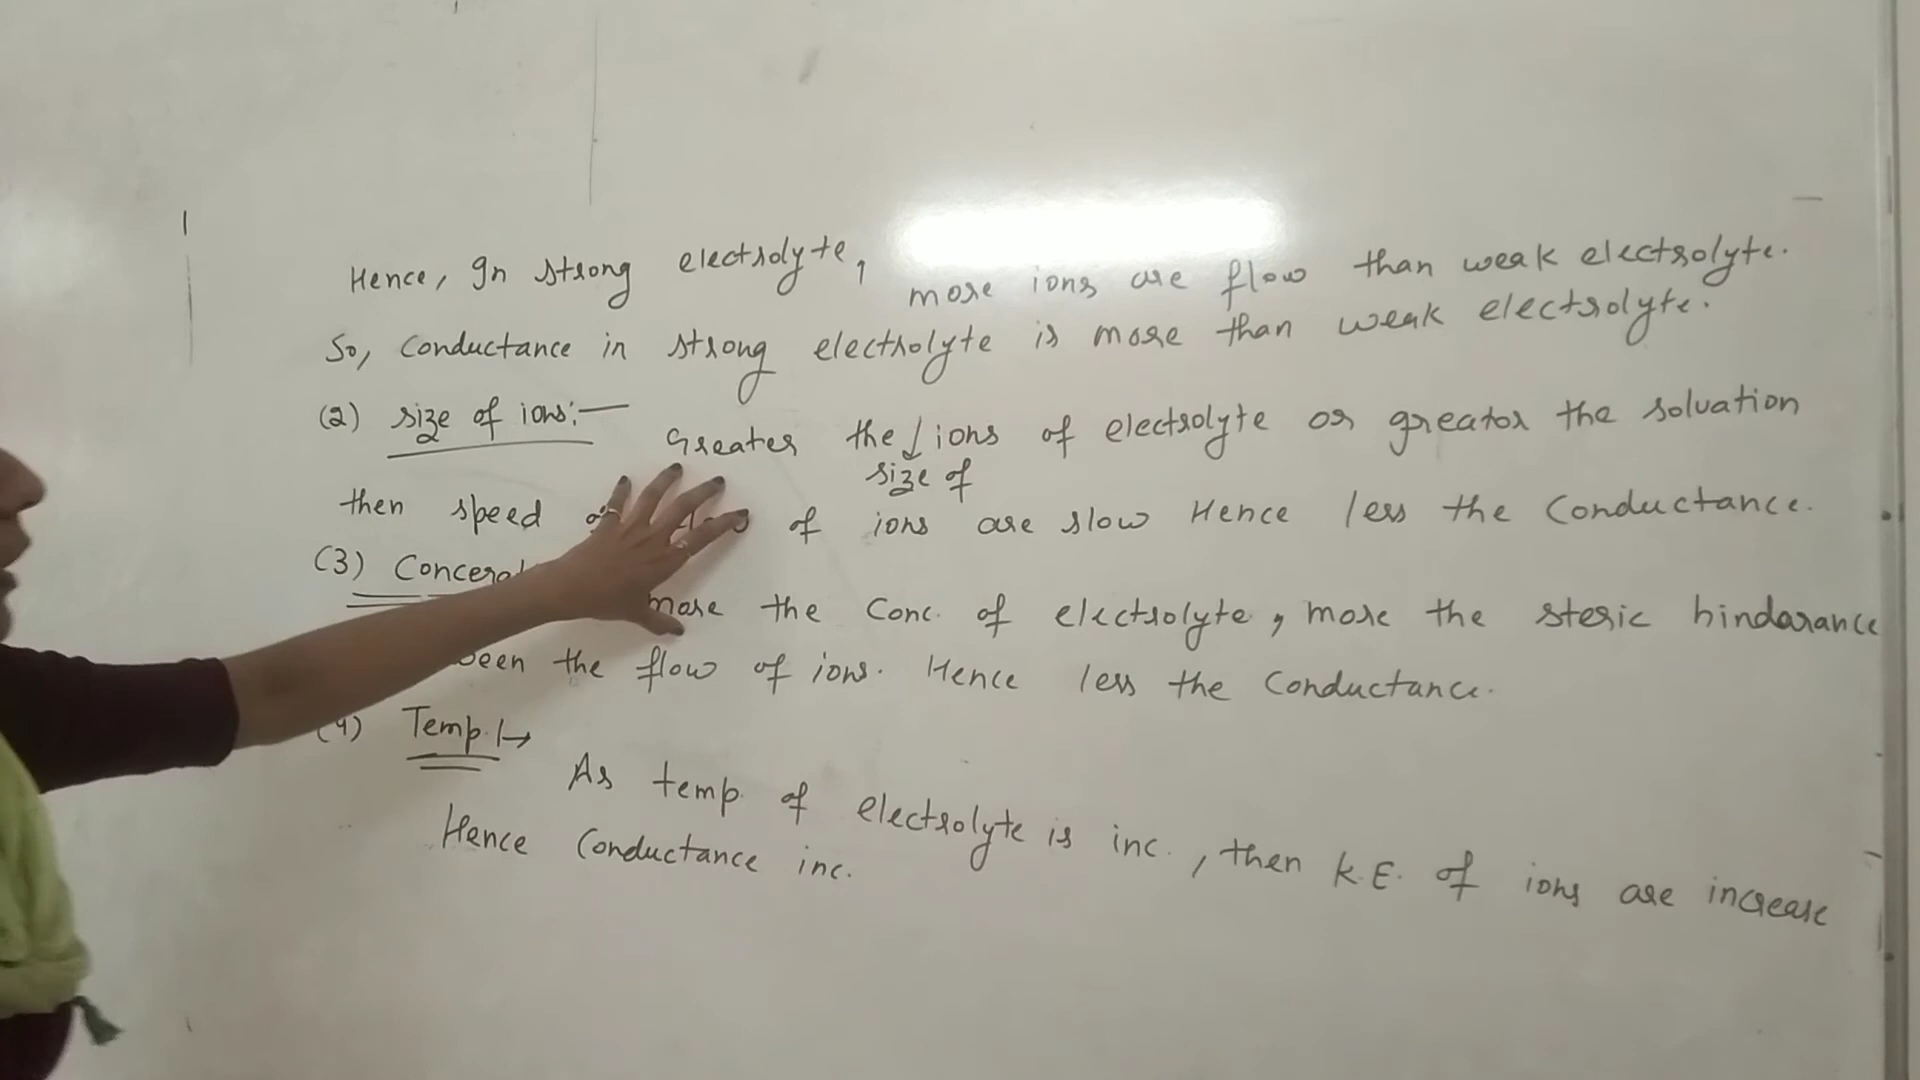 Hence, In strong electrolyte, more ions are flow than weak electrolyte.
So, Conductance in strong electrolyte is more than weak electrolyte.
(2) size of ions:— Greater the ions of electrolyte or greator the solvation
size of
then speed of ions are slow Hence less the Conductance.
(3) more the Conc. of electrolyte, more the steric hindarance
the flow of ions. Hence less the Conductance.
(4) Temp.→ As temp. of electrolyte is inc., then K.E. of ions are increase
Hence Conductance inc.